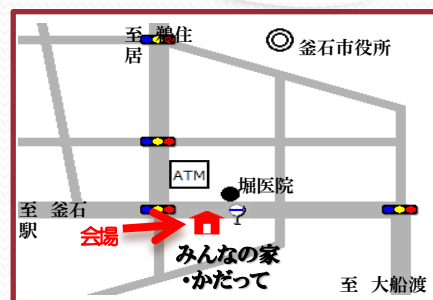 至 鵜住
居
釜石市役所
ATM
堀医院
至 釜石
駅
会場
みんなの家
・かだって
至 大船渡